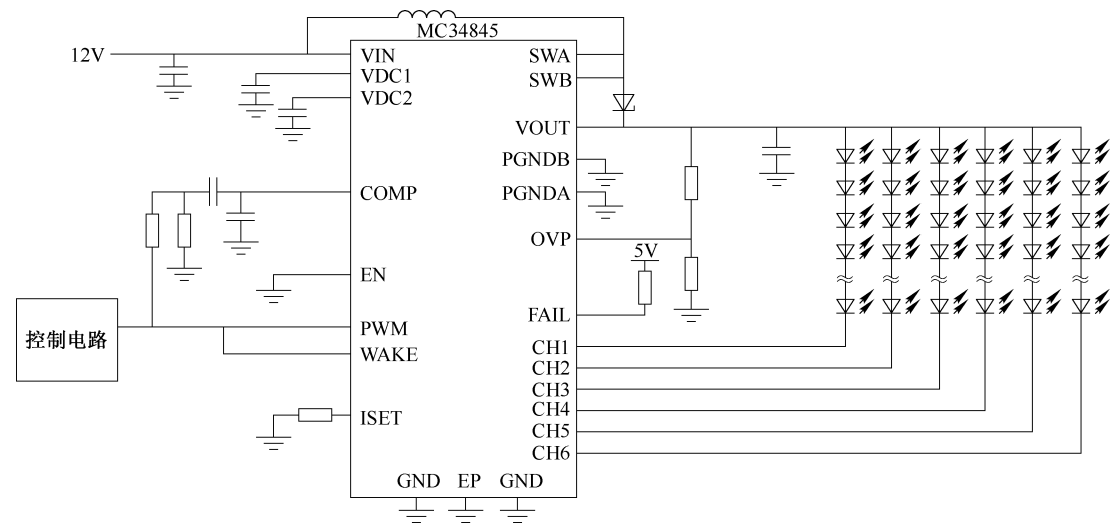 MC34845
12V
VIN
VDC1
VDC2
COMP
EN
PWM
WAKE
ISET
控制电路
SWA
SWB
VOUT
PGNDB
PGNDA
OVP
5V
FAIL
CH1
CH2
CH3
CH4
CH5
CH6
GND EP GND